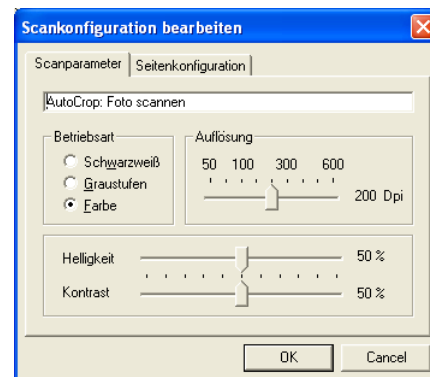 Scankonfiguration bearbeiten
Scanparameter Seitenkonfiguration
AutoCrop: Foto scannen
Betriebsart Auflösung
Schwarzweiß 50 100 300 600
Graustufen
Farbe 200 Dpi
Helligkeit 50 %
Kontrast 50 %
OK Cancel